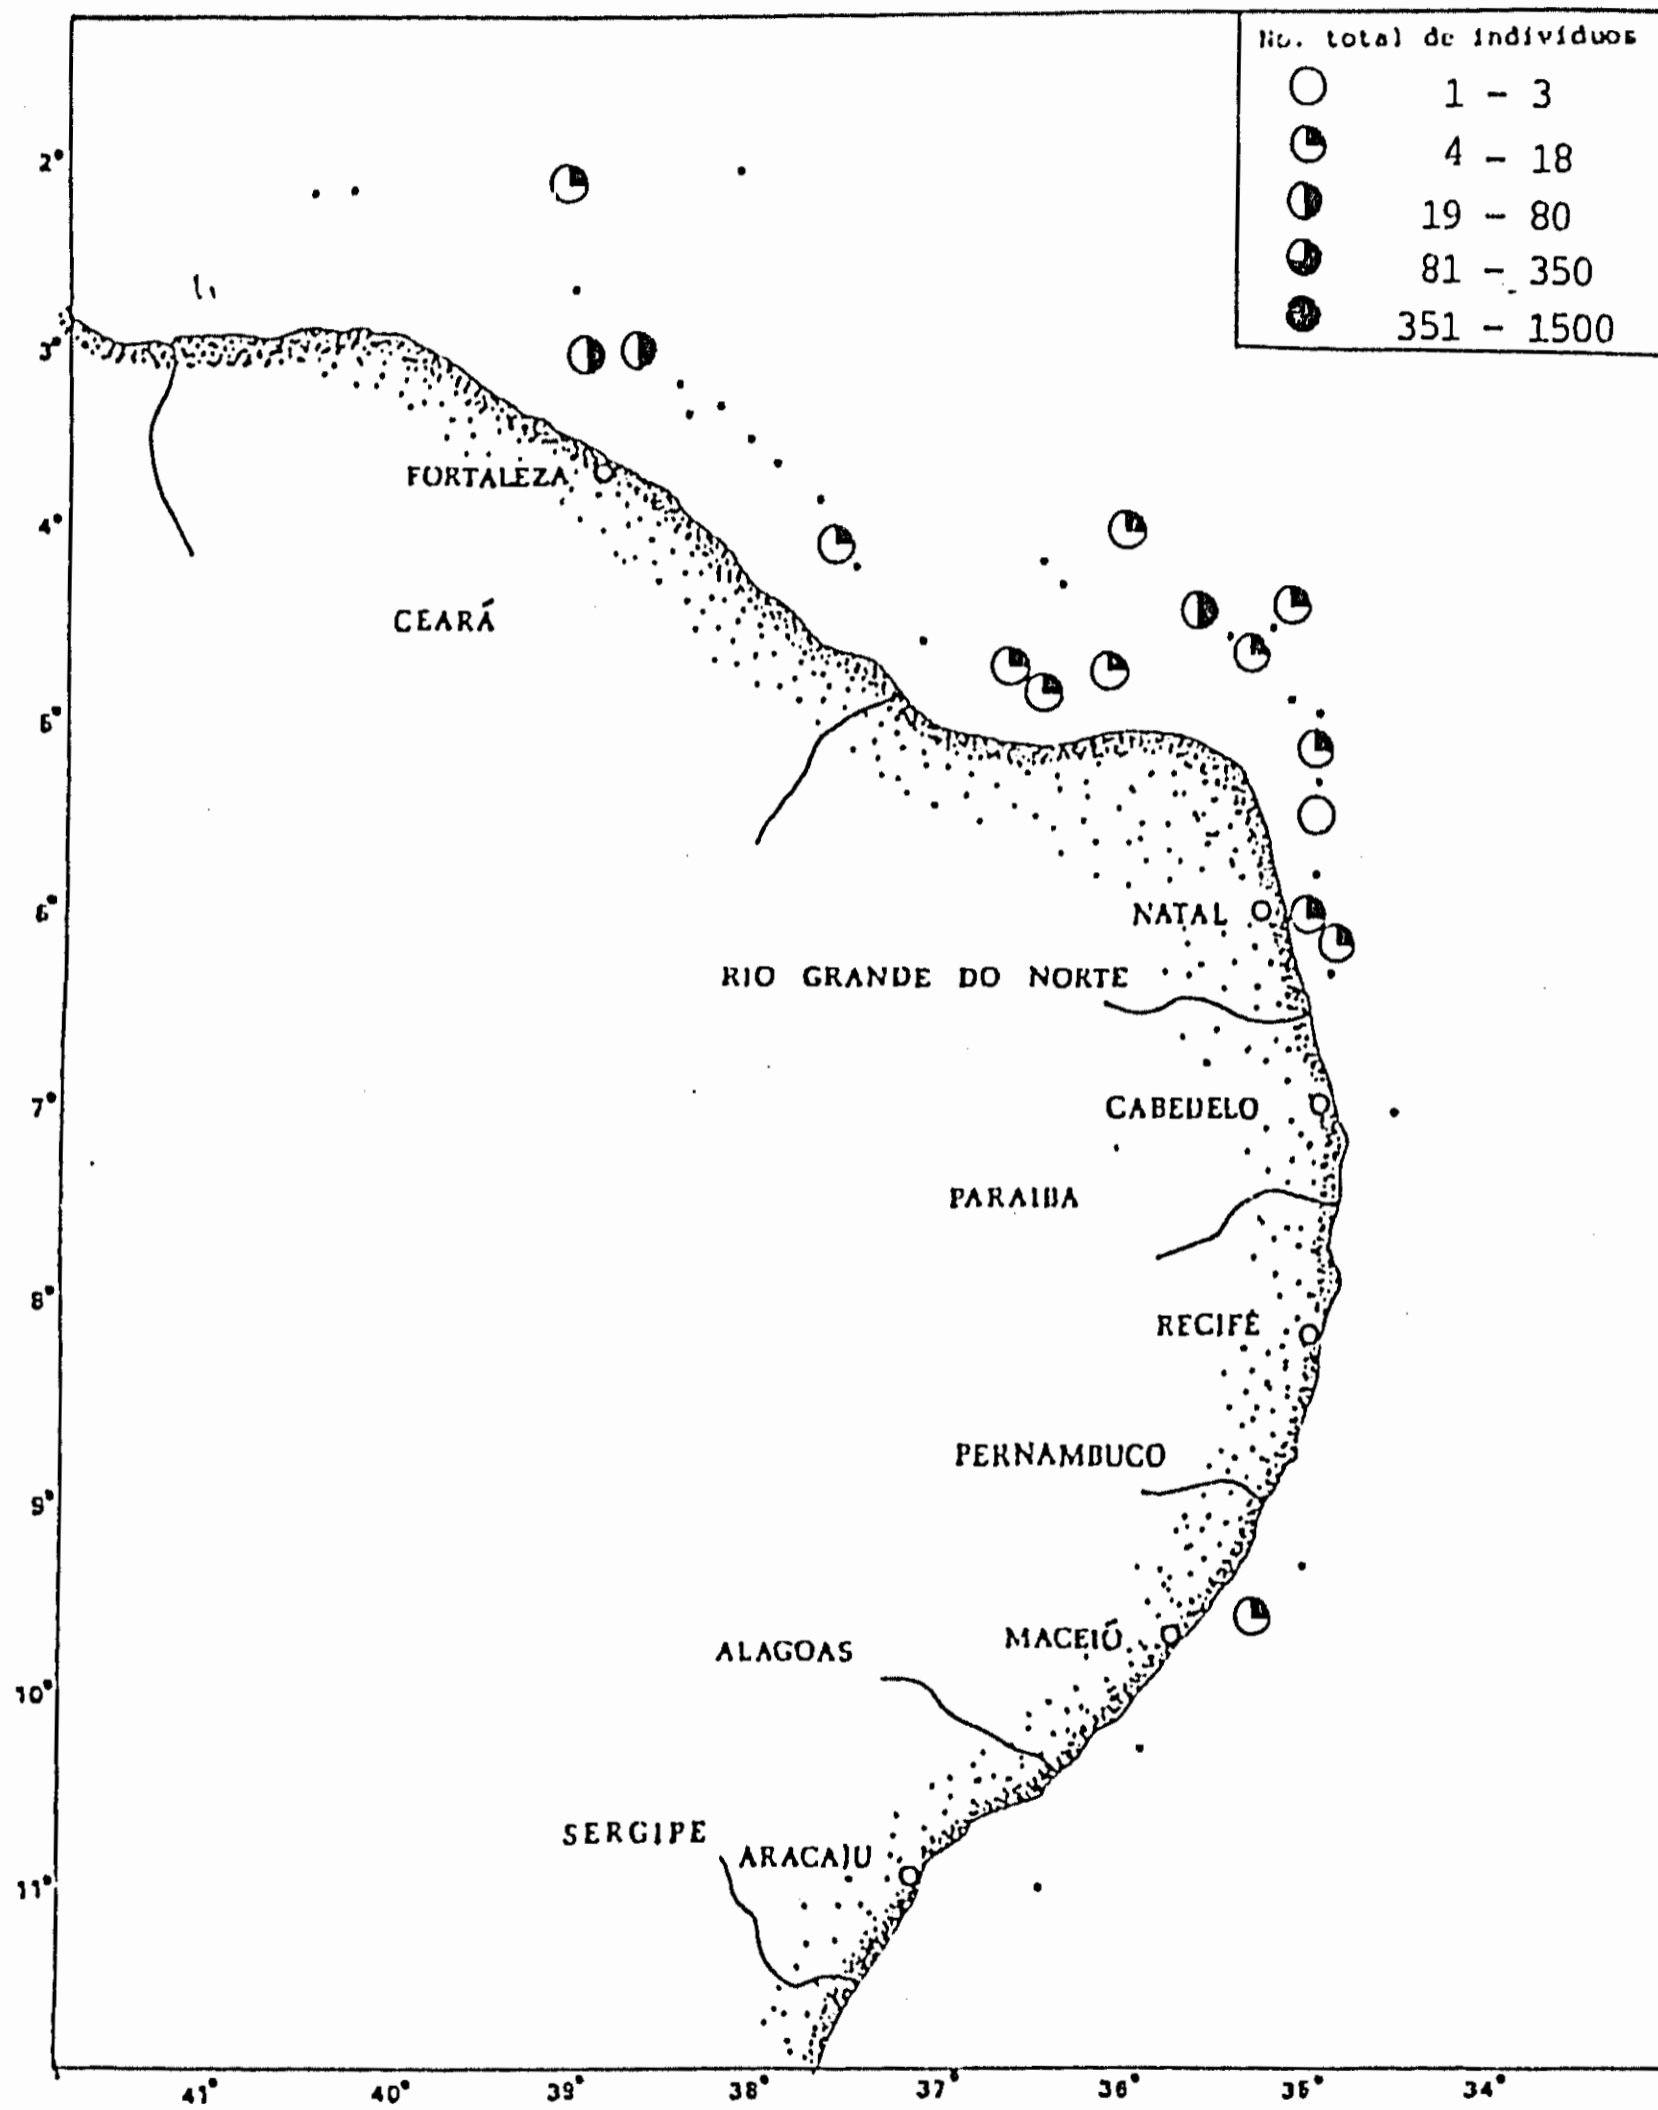 No. total de indivíduos
1 - 3
4 - 18
19 - 80
81 - 350
351 - 1500
2°
3°
FORTALEZA
4°
CEARÁ
5°
6°
NATAL
RIO GRANDE DO NORTE
7°
CABEDELO
PARAIBA
8°
RECIFE
PERNAMBUCO
9°
MACEIÓ
ALAGOAS
10°
SERGIPE
ARACAJU
11°
41° 40° 39° 38° 37° 36° 35° 34°